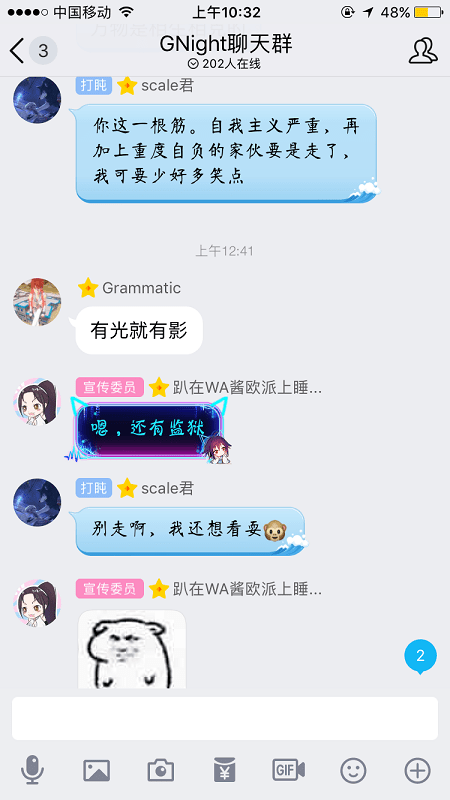 中国移动
上午10:32
48%
3
GNight聊天群
202人在线
打盹
scale君
你这一根筋。自我主义严重，再
加上重度自负的家伙要是走了，
我可要少好多笑点
上午12:41
Grammatic
有光就有影
宣传委员
趴在WA酱欧派上睡...
嗯，还有监狱
打盹
scale君
别走啊，我还想看耍🐵
宣传委员
趴在WA酱欧派上睡...
2
¥
GIF